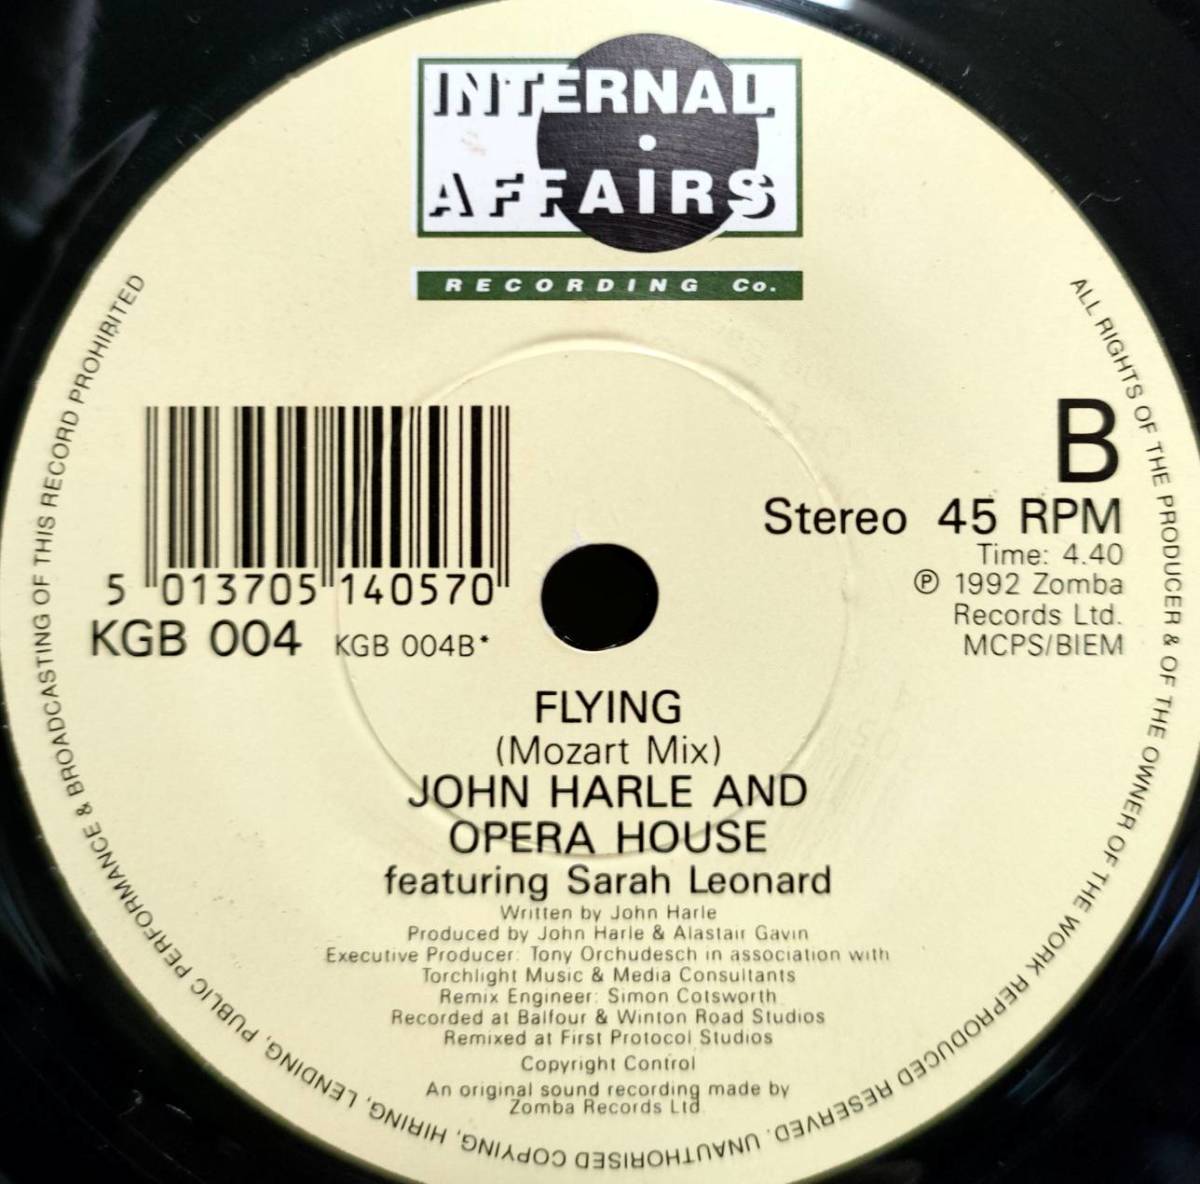 INTERNAL
AFFAIRS
RECORDING Co.
B
Stereo 45 RPM
Time: 4.40
℗ 1992 Zomba
Records Ltd.
MCPS/BIEM
5 013705 140570
KGB 004 KGB 004B*
FLYING
(Mozart Mix)
JOHN HARLE AND
OPERA HOUSE
featuring Sarah Leonard
Written by John Harle
Produced by John Harle & Alastair Gavin
Executive Producer: Tony Orchudesch in association with
Torchlight Music & Media Consultants
Remix Engineer: Simon Cotsworth
Recorded at Balfour & Winton Road Studios
Remixed at First Protocol Studios
Copyright Control
An original sound recording made by
Zomba Records Ltd.
ALL RIGHTS OF THE PRODUCER & OF THE OWNER OF THE WORK REPRODUCED RESERVED. UNAUTHORISED COPYING, HIRING, LENDING, PUBLIC PERFORMANCE & BROADCASTING OF THIS RECORD PROHIBITED